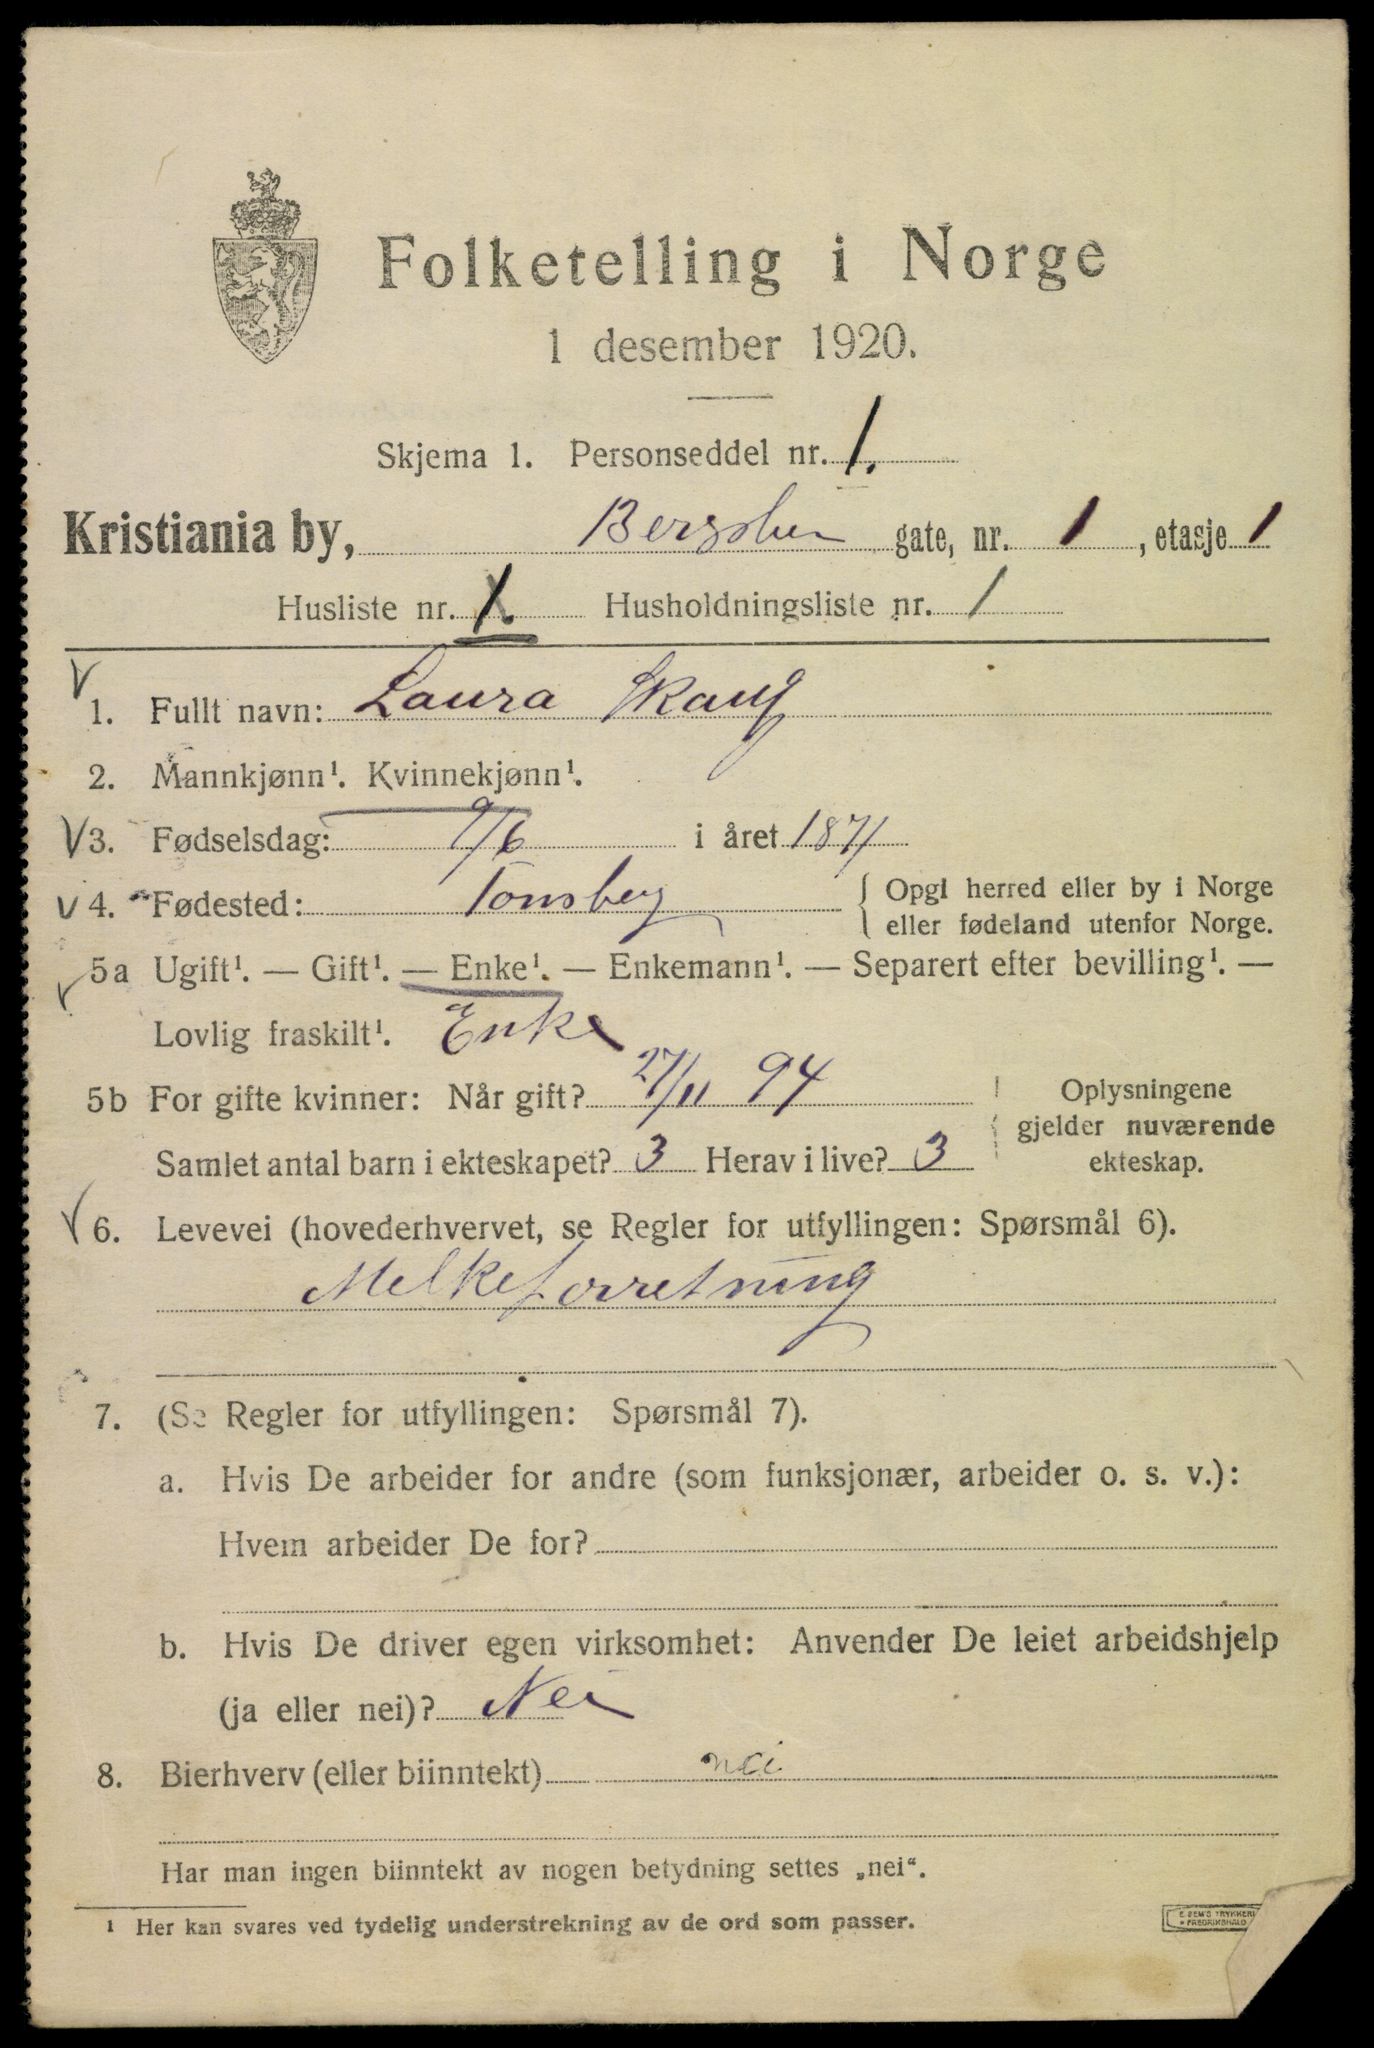 Folketelling i Norge
1 desember 1920.
Skjema 1. Personseddel nr. 1.
Kristiania by, Bergslien gate, nr. 1, etasje 1
Husliste nr. 1. Husholdningsliste nr. 1
1. Fullt navn: Laura Skaug
2. Mannkjønn¹. Kvinnekjønn¹.
3. Fødselsdag: 9/6 i året 1871
4. Fødested: Tønsberg { Opgi herred eller by i Norge
eller fødeland utenfor Norge.
5a Ugift¹. — Gift¹. — Enke¹. — Enkemann¹. — Separert efter bevilling¹. —
Lovlig fraskilt¹. Enke
5b For gifte kvinner: Når gift? 27/11 94
Samlet antal barn i ekteskapet? 3 Herav i live? 3
Oplysningene
gjelder nuværende
ekteskap.
6. Levevei (hovederhvervet, se Regler for utfyllingen: Spørsmål 6).
Melkeforretning
7. (Se Regler for utfyllingen: Spørsmål 7).
a. Hvis De arbeider for andre (som funksjonær, arbeider o. s. v.):
Hvem arbeider De for?
b. Hvis De driver egen virksomhet: Anvender De leiet arbeidshjelp
(ja eller nei)? Nei
8. Bierhverv (eller biinntekt) nei
Har man ingen biinntekt av nogen betydning settes „nei“.
¹ Her kan svares ved tydelig understrekning av de ord som passer.
E. SEM'S TRYKKERI
FREDRIKSHALD